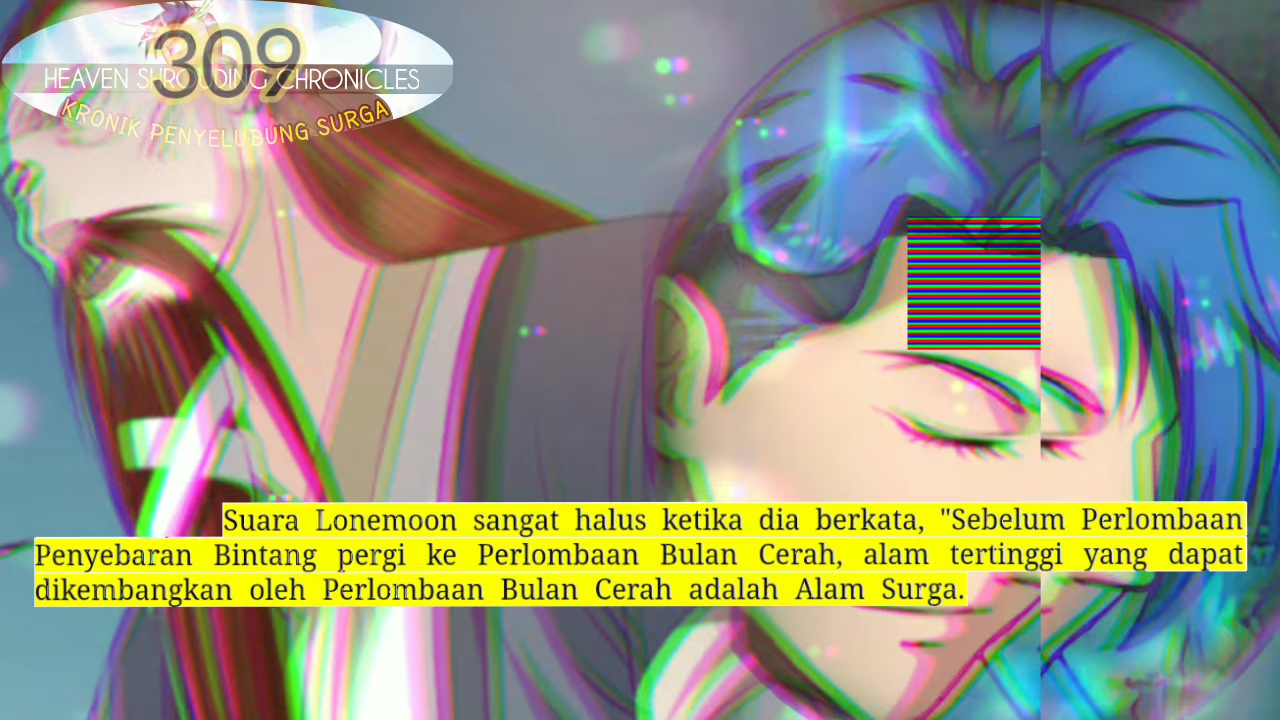 309
HEAVEN SHROUDING CHRONICLES
KRONIK PENYELUBUNG SURGA
Suara Lonemoon sangat halus ketika dia berkata, "Sebelum Perlombaan
Penyebaran Bintang pergi ke Perlombaan Bulan Cerah, alam tertinggi yang dapat
dikembangkan oleh Perlombaan Bulan Cerah adalah Alam Surga.